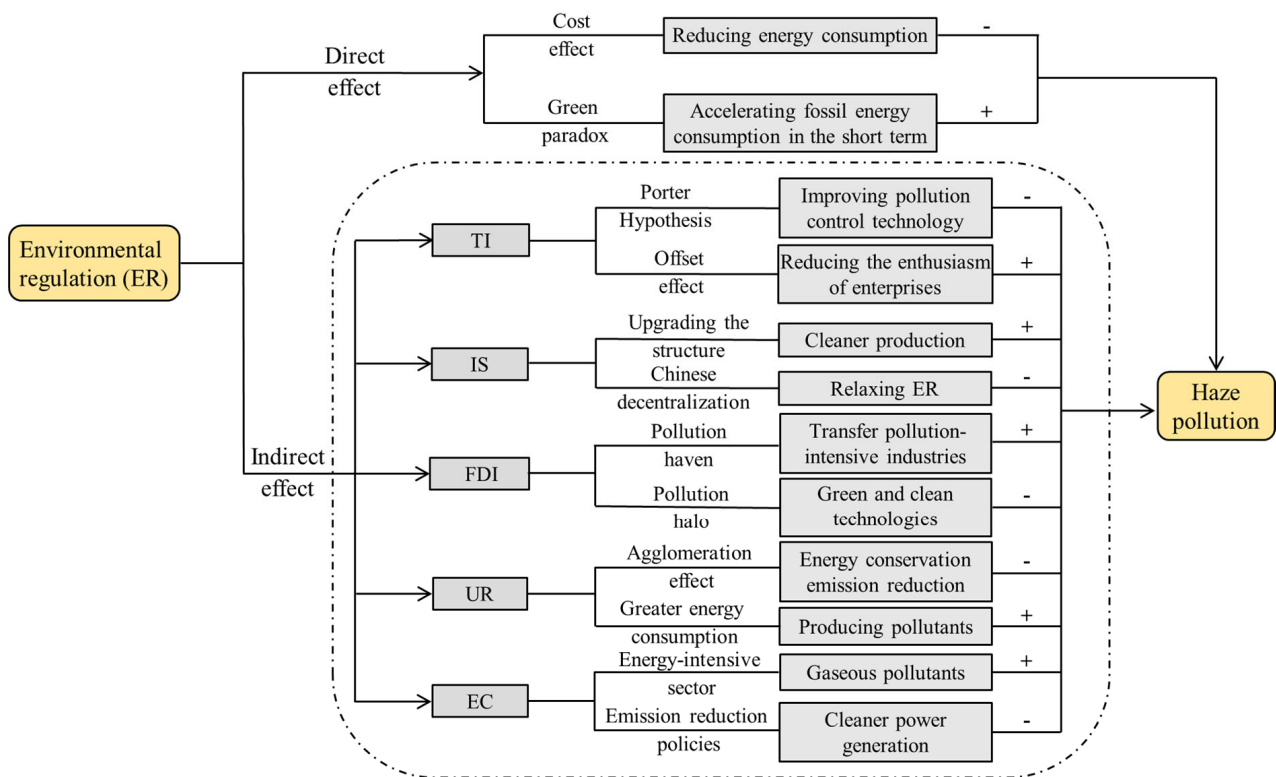 Cost
effect
Reducing energy consumption
-
Direct
effect
Green
paradox
Accelerating fossil energy
consumption in the short term
+
Environmental
regulation (ER)
Indirect
effect
TI
Porter
Hypothesis
Improving pollution
control technology
-
Offset
effect
Reducing the enthusiasm
of enterprises
+
IS
Upgrading the
structure
Cleaner production
+
Chinese
decentralization
Relaxing ER
-
FDI
Pollution
haven
Transfer pollution-
intensive industries
+
Pollution
halo
Green and clean
technologies
-
UR
Agglomeration
effect
Energy conservation
emission reduction
-
Greater energy
consumption
Producing pollutants
+
EC
Energy-intensive
sector
Gaseous pollutants
+
Emission reduction
policies
Cleaner power
generation
-
Haze
pollution